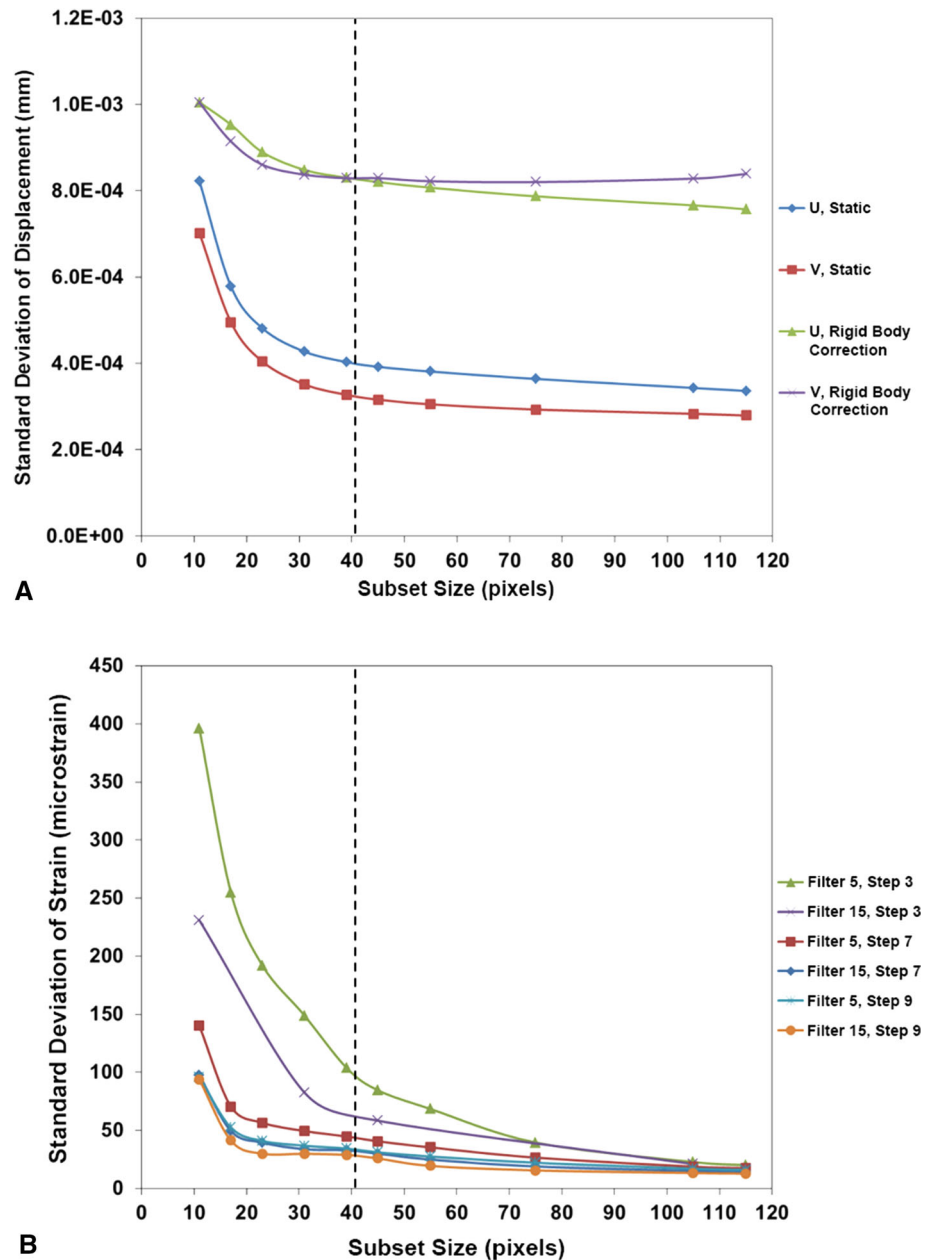 1.2E-03
1.0E-03
8.0E-04
6.0E-04
4.0E-04
2.0E-04
0.0E+00
Standard Deviation of Displacement (mm)
0 10 20 30 40 50 60 70 80 90 100 110 120
Subset Size (pixels)
U, Static
V, Static
U, Rigid Body
Correction
V, Rigid Body
Correction
A
450
400
350
300
250
200
150
100
50
0
Standard Deviation of Strain (microstrain)
0 10 20 30 40 50 60 70 80 90 100 110 120
Subset Size (pixels)
Filter 5, Step 3
Filter 15, Step 3
Filter 5, Step 7
Filter 15, Step 7
Filter 5, Step 9
Filter 15, Step 9
B